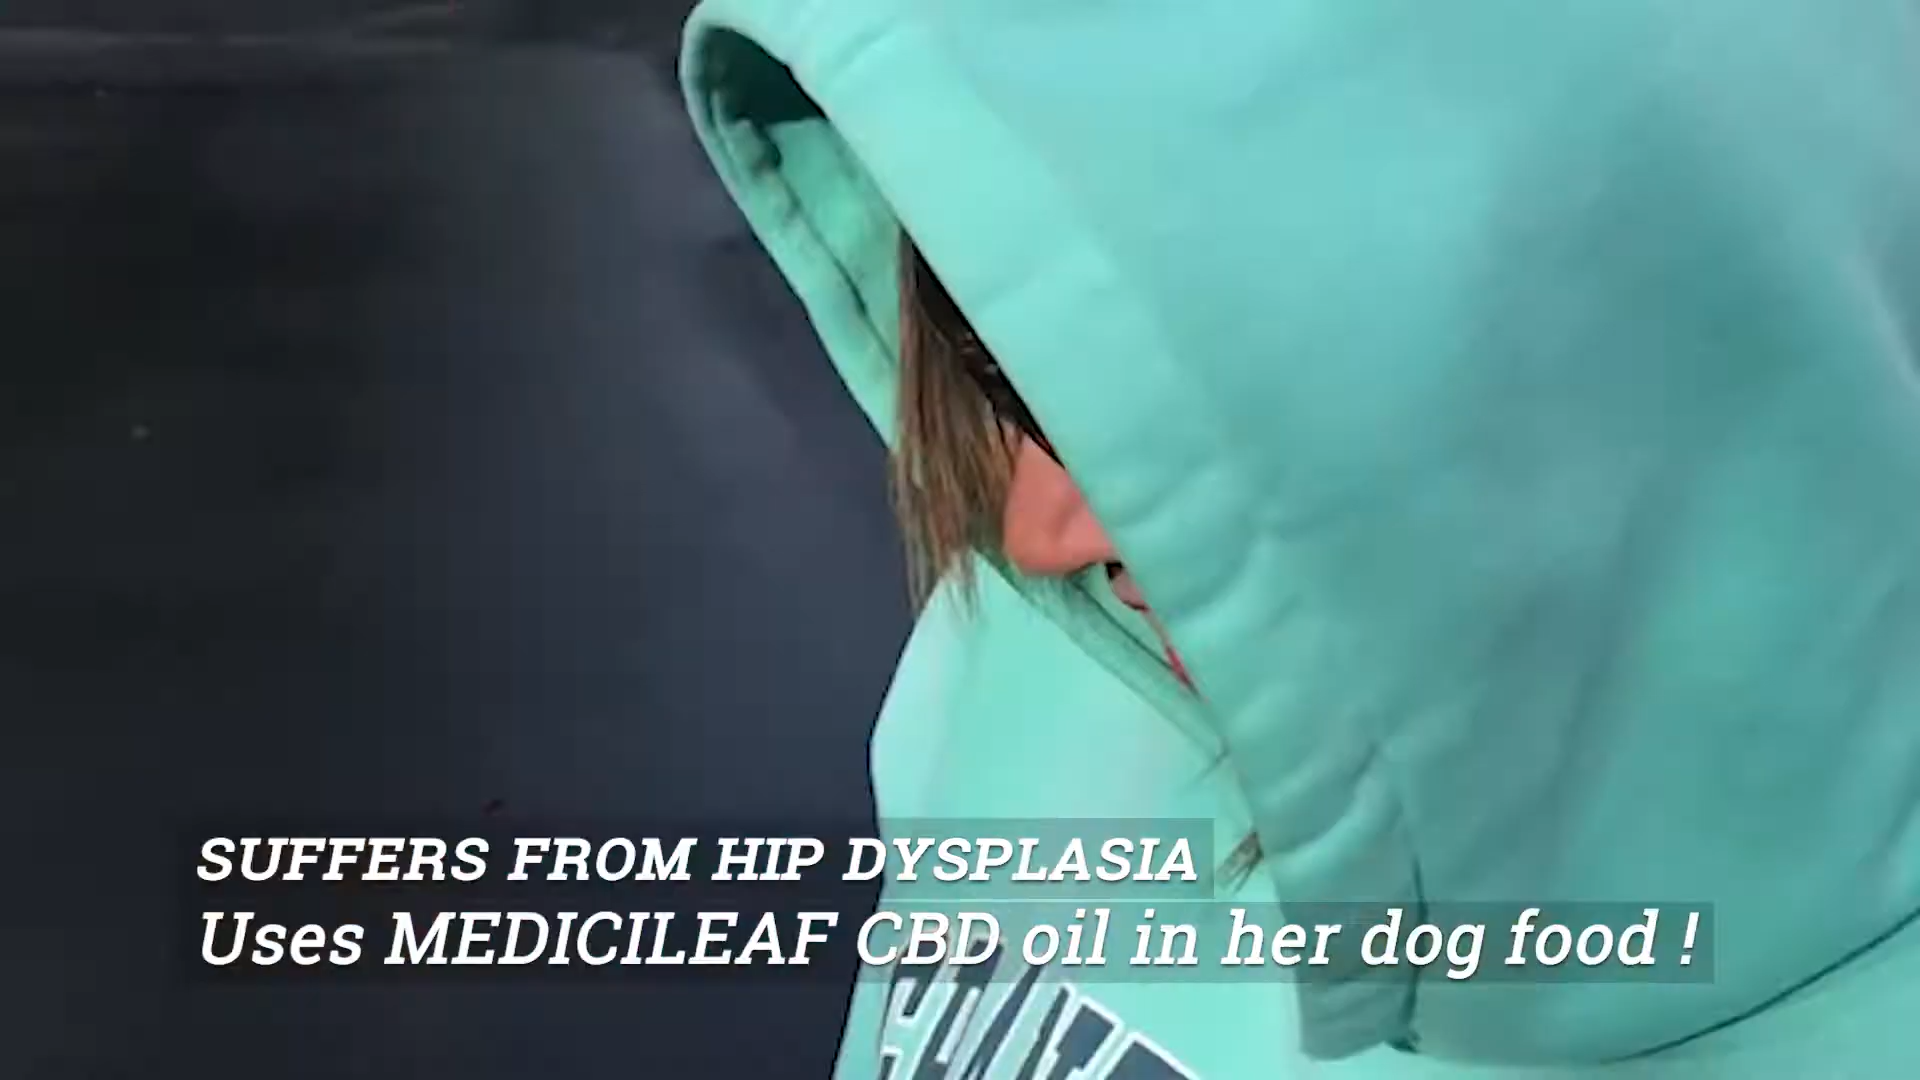 SUFFERS FROM HIP DYSPLASIA
Uses MEDICILEAF CBD oil in her dog food !